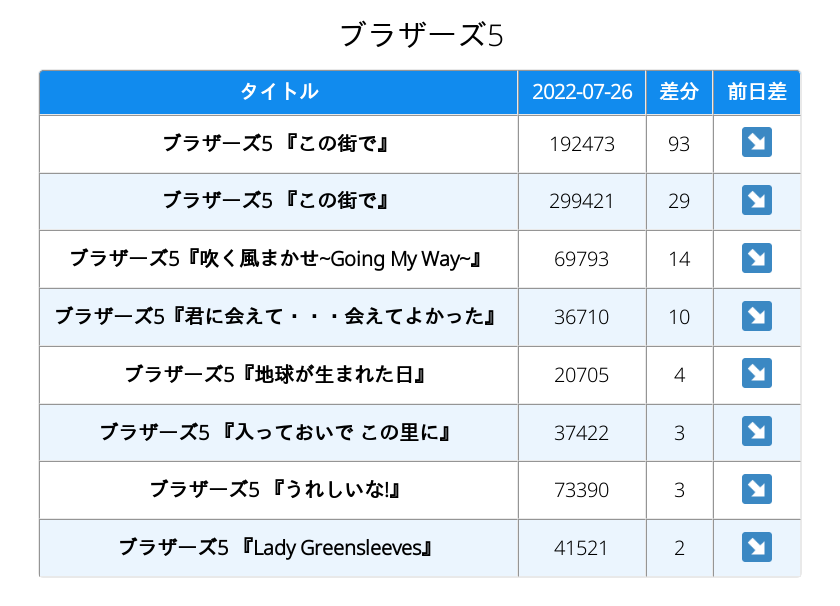 ブラザーズ5
タイトル 2022-07-26 差分 前日差
ブラザーズ5 『この街で』 192473 93 ↘
ブラザーズ5 『この街で』 299421 29 ↘
ブラザーズ5『吹く風まかせ~Going My Way~』 69793 14 ↘
ブラザーズ5『君に会えて・・・会えてよかった』 36710 10 ↘
ブラザーズ5『地球が生まれた日』 20705 4 ↘
ブラザーズ5 『入っておいで この里に』 37422 3 ↘
ブラザーズ5 『うれしいな!』 73390 3 ↘
ブラザーズ5 『Lady Greensleeves』 41521 2 ↘